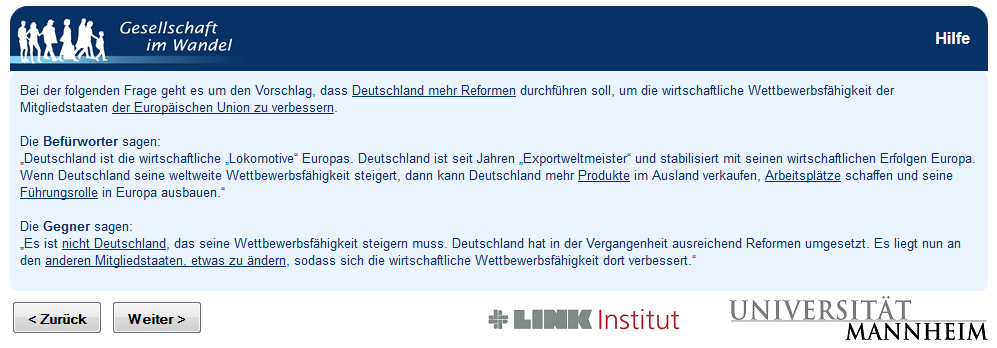 Gesellschaft
im Wandel
Hilfe
Bei der folgenden Frage geht es um den Vorschlag, dass Deutschland mehr Reformen durchführen soll, um die wirtschaftliche Wettbewerbsfähigkeit der
Mitgliedstaaten der Europäischen Union zu verbessern.
Die Befürworter sagen:
„Deutschland ist die wirtschaftliche „Lokomotive“ Europas. Deutschland ist seit Jahren „Exportweltmeister“ und stabilisiert mit seinen wirtschaftlichen Erfolgen Europa.
Wenn Deutschland seine weltweite Wettbewerbsfähigkeit steigert, dann kann Deutschland mehr Produkte im Ausland verkaufen, Arbeitsplätze schaffen und seine
Führungsrolle in Europa ausbauen.“
Die Gegner sagen:
„Es ist nicht Deutschland, das seine Wettbewerbsfähigkeit steigern muss. Deutschland hat in der Vergangenheit ausreichend Reformen umgesetzt. Es liegt nun an
den anderen Mitgliedstaaten, etwas zu ändern, sodass sich die wirtschaftliche Wettbewerbsfähigkeit dort verbessert.“
< Zurück
Weiter >
LINK Institut
UNIVERSITÄT
MANNHEIM